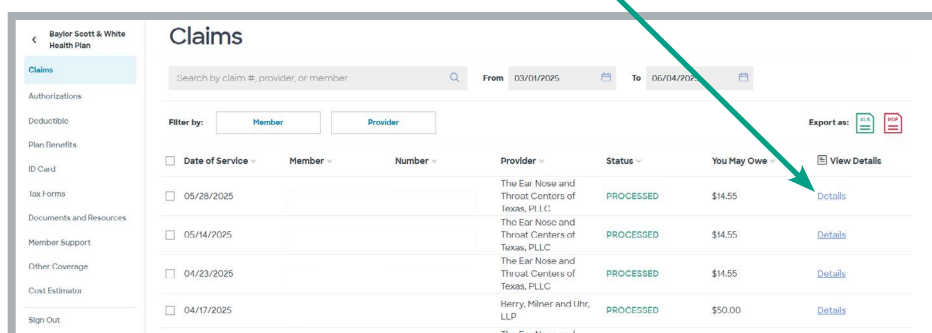 Baylor Scott & White
Health Plan
Claims
Authorizations
Deductible
Plan Benefits
ID Card
Tax Forms
Documents and Resources
Member Support
Other Coverage
Cost Estimator
Sign Out
Claims
Search by claim #, provider, or member
From 03/01/2025 To 06/04/2025
Filter by: Member Provider Export as: XLS PDF
Date of Service Member Number Provider Status You May Owe View Details
05/28/2025 The Ear Nose and Throat Centers of Texas, PLLC PROCESSED $14.55 Details
05/14/2025 The Ear Nose and Throat Centers of Texas, PLLC PROCESSED $14.55 Details
04/23/2025 The Ear Nose and Throat Centers of Texas, PLLC PROCESSED $14.55 Details
04/17/2025 Berry, Milner and Uhr, LLP PROCESSED $50.00 Details